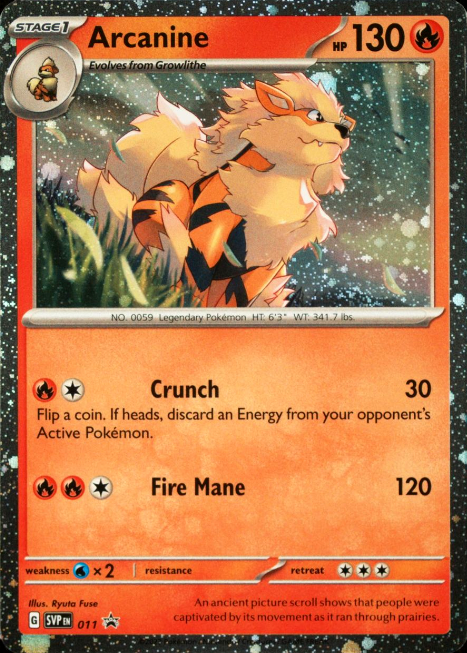 STAGE 1
Arcanine
HP 130
Evolves from Growlithe
NO. 0059 Legendary Pokémon HT: 6'3" WT: 341.7 lbs.
Crunch 30
Flip a coin. If heads, discard an Energy from your opponent's
Active Pokémon.
Fire Mane 120
weakness ×2 resistance retreat
Illus. Ryuta Fuse
G SVP EN 011
An ancient picture scroll shows that people were
captivated by its movement as it ran through prairies.